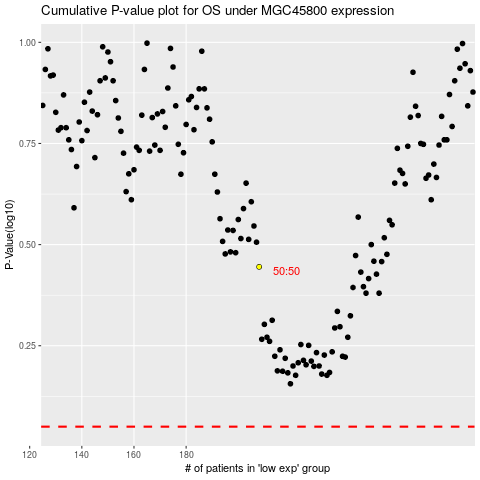 Cumulative P-value plot for OS under MGC45800 expression
P-Value(log10)
1.00
0.75
0.50
0.25
50:50
120 140 160 180
# of patients in 'low exp' group